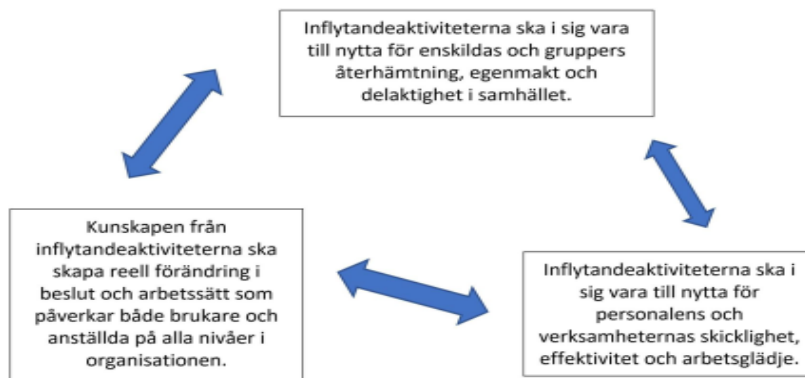 Inflytandeaktiviteterna ska i sig vara
till nytta för enskildas och gruppers
återhämtning, egenmakt och
delaktighet i samhället.
Kunskapen från
inflytandeaktiviteterna ska
skapa reell förändring i
beslut och arbetssätt som
påverkar både brukare och
anställda på alla nivåer i
organisationen.
Inflytandeaktiviteterna ska i
sig vara till nytta för
personalens och
verksamheternas skicklighet,
effektivitet och arbetsglädje.